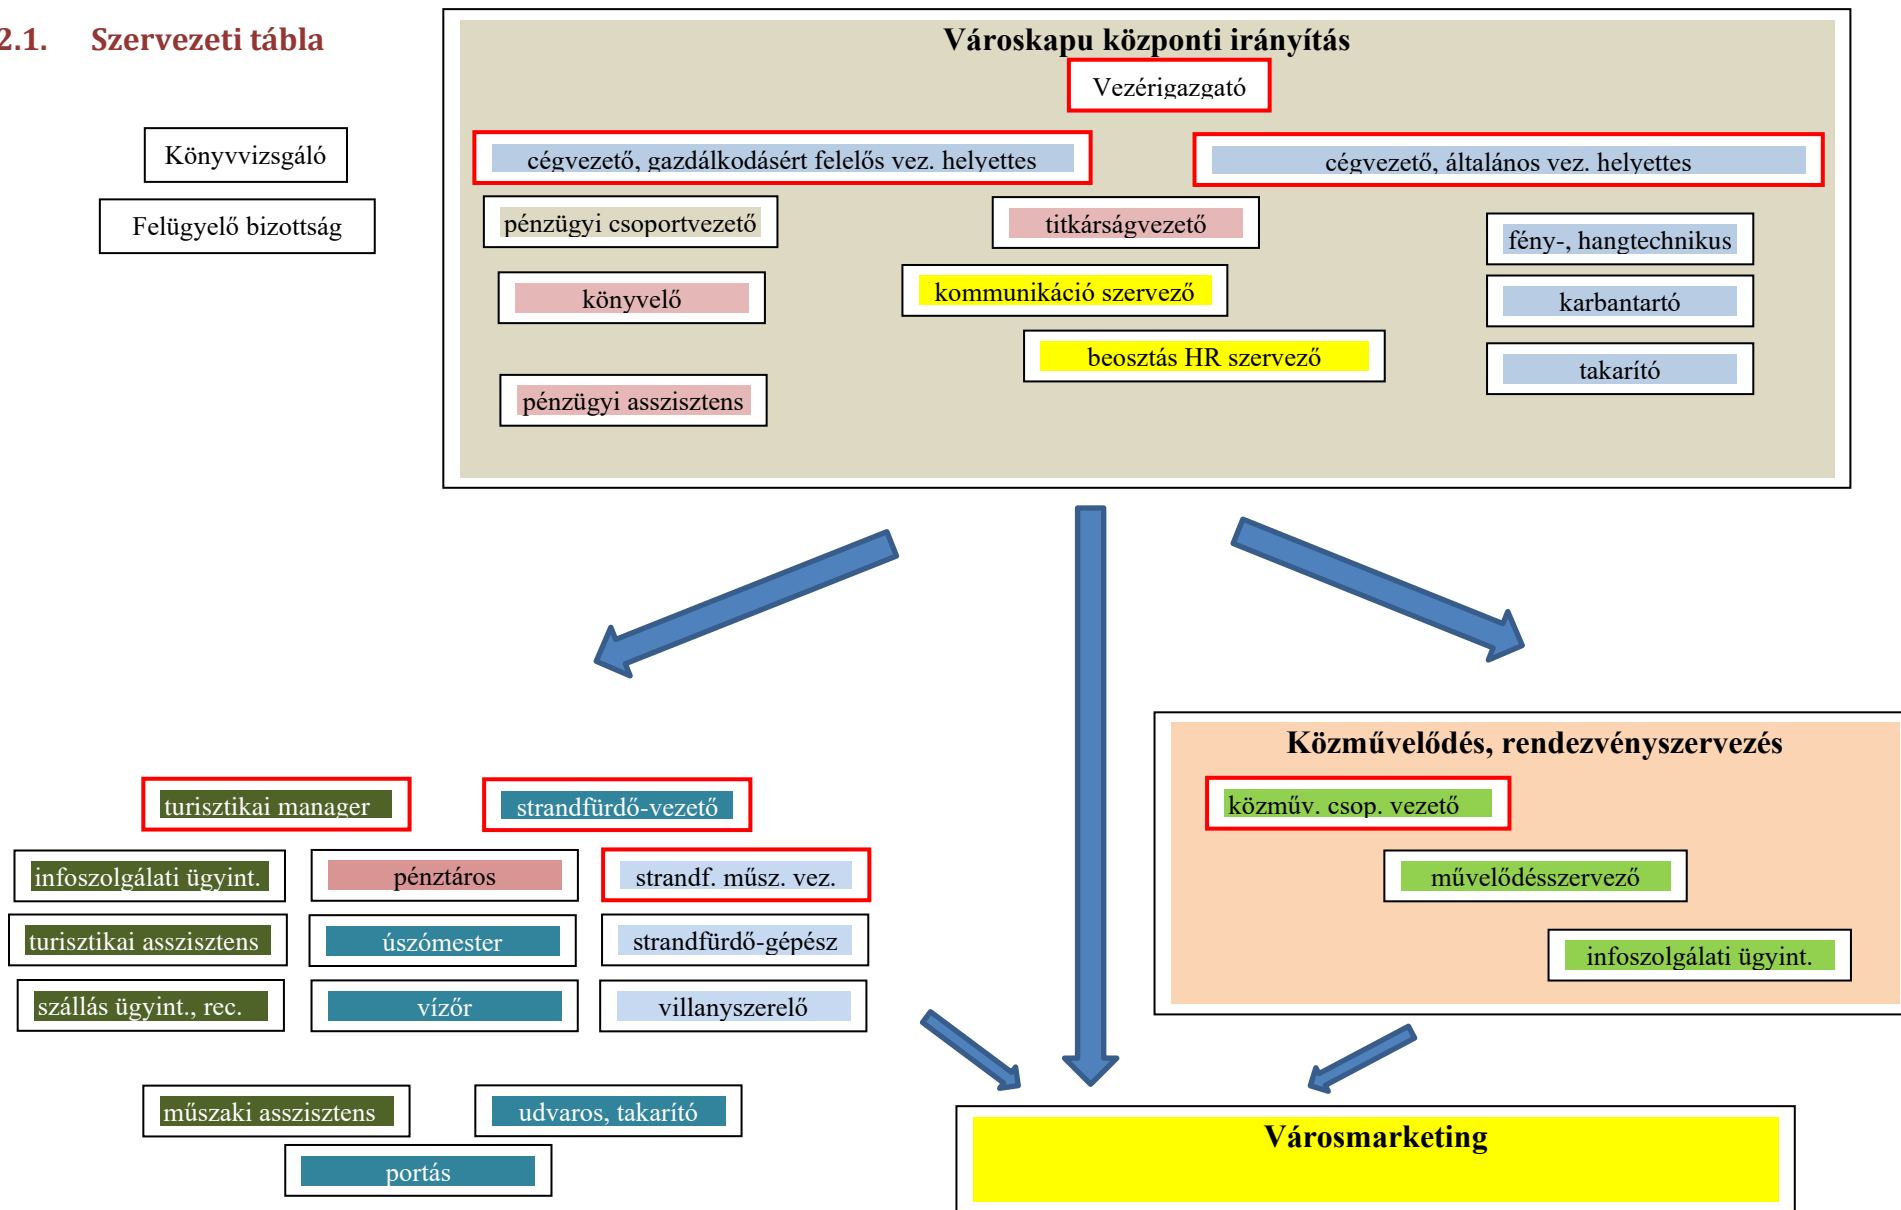 2.1. Szervezeti tábla
Városkapu központi irányítás
Vezérigazgató
Könyvvizsgáló
Felügyelő bizottság
cégvezető, gazdálkodásért felelős vez. helyettes
cégvezető, általános vez. helyettes
pénzügyi csoportvezető
titkárságvezető
fény-, hangtechnikus
könyvelő
kommunikáció szervező
karbantartó
beosztás HR szervező
takarító
pénzügyi asszisztens
Közművelődés, rendezvényszervezés
turisztikai manager
strandfürdő-vezető
közműv. csop. vezető
infoszolgálati ügyint.
pénztáros
strandf. műsz. vez.
művelődésszervező
turisztikai asszisztens
úszómester
strandfürdő-gépész
infoszolgálati ügyint.
szállás ügyint., rec.
vízőr
villanyszerelő
műszaki asszisztens
udvaros, takarító
portás
Városmarketing